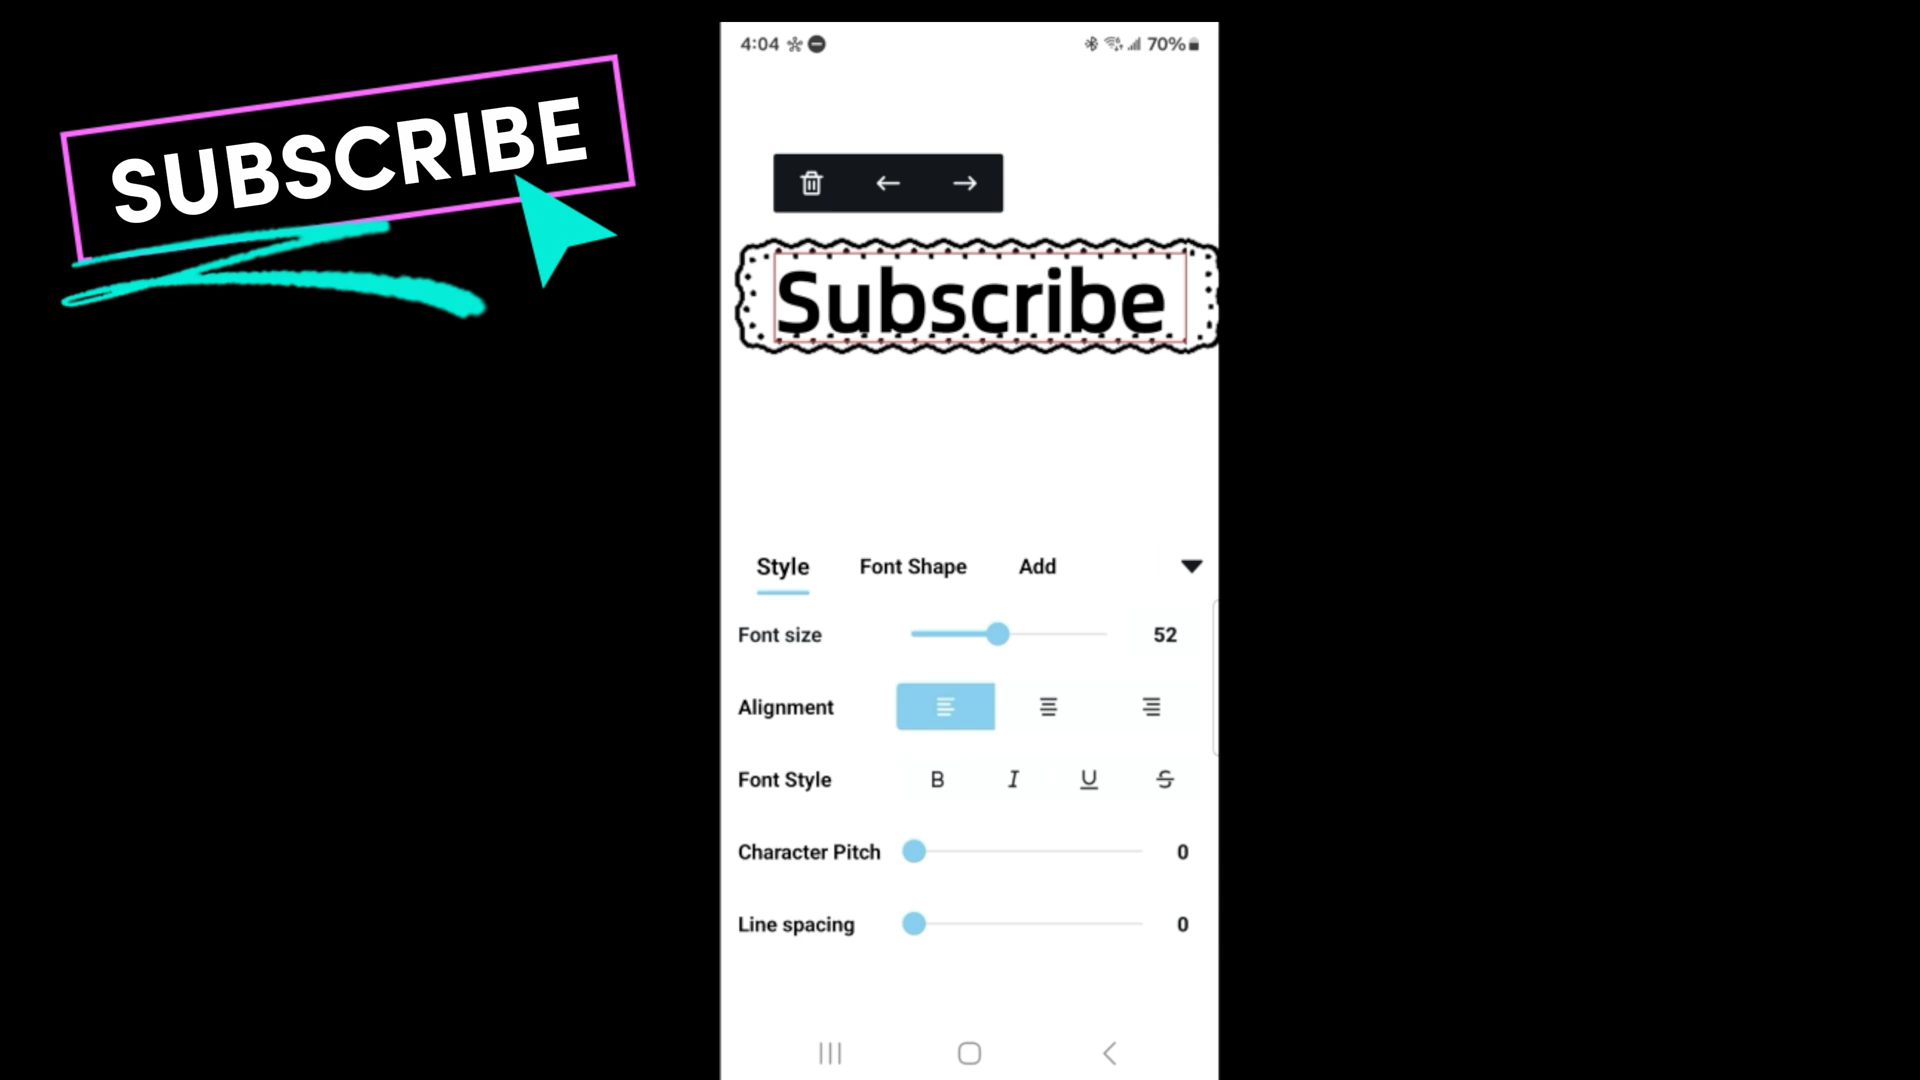 SUBSCRIBE
4:04
70%
Subscribe
Style Font Shape Add
Font size 52
Alignment
Font Style B I U S
Character Pitch 0
Line spacing 0